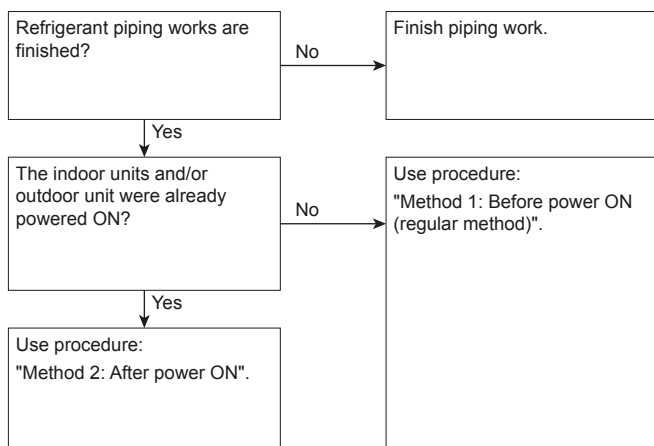 Refrigerant piping works are
finished?
No
Finish piping work.
Yes
The indoor units and/or
outdoor unit were already
powered ON?
No
Use procedure:
"Method 1: Before power ON
(regular method)".
Yes
Use procedure:
"Method 2: After power ON".